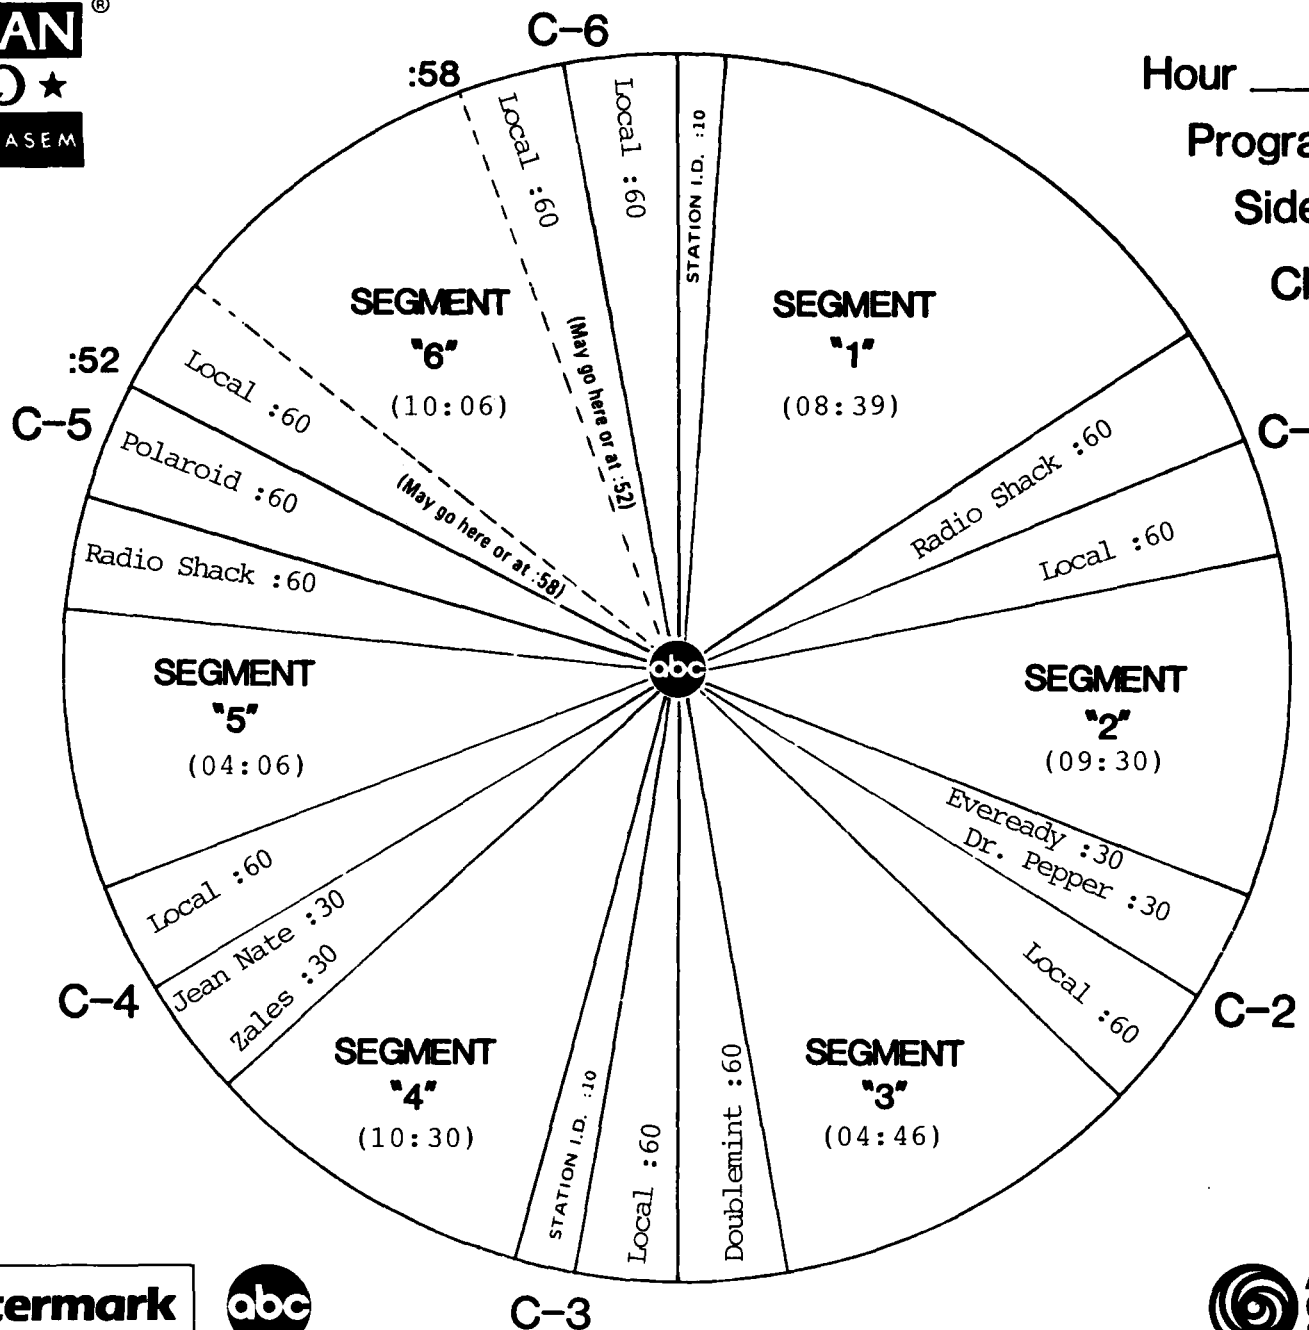 AN ®
ASEM
Hour
Progra
Side
Cl
C-6
:58
Local :60
Local :60
STATION I.D. :10
SEGMENT
"1"
(08:39)
Radio Shack :60
C-
Local :60
SEGMENT
"2"
(09:30)
Eveready :30
Dr. Pepper :30
C-2
Local :60
SEGMENT
"3"
(04:46)
Doublemint :60
C-3
Local :60
STATION I.D. :10
SEGMENT
"4"
(10:30)
Zales :30
Jean Nate :30
C-4
Local :60
SEGMENT
"5"
(04:06)
Radio Shack :60
Polaroid :60
C-5
:52
Local :60
(May go here or at :58)
SEGMENT
"6"
(10:06)
(May go here or at :52)
abc
termark
abc